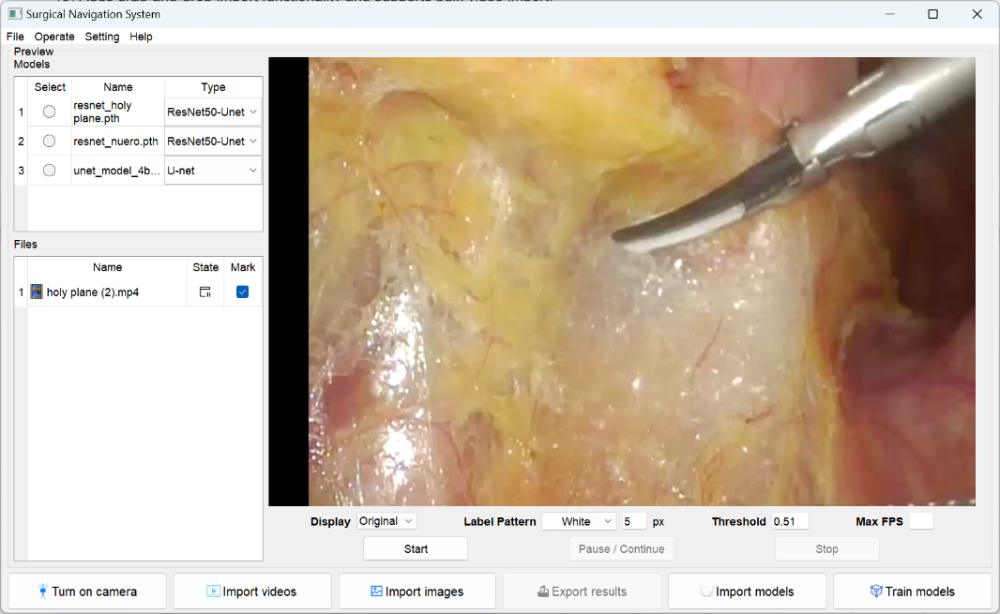 Surgical Navigation System
File Operate Setting Help
Preview
Models
Select Name Type
1 resnet_holy plane.pth ResNet50-Unet
2 resnet_nuero.pth ResNet50-Unet
3 unet_model_4b... U-net
Files
Name State Mark
1 holy plane (2).mp4
Display Original Label Pattern White 5 px Threshold 0.51 Max FPS
Start Pause / Continue Stop
Turn on camera Import videos Import images Export results Import models Train models